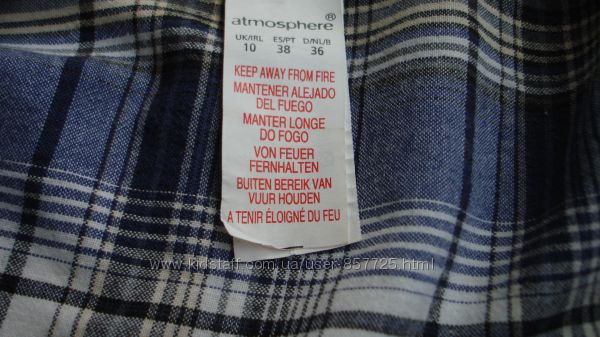 atmosphere®
UK/IRL ES/PT D/NL/B
10 38 36
KEEP AWAY FROM FIRE
MANTENER ALEJADO
DEL FUEGO
MANTER LONGE
DO FOGO
VON FEUER
FERNHALTEN
BUITEN BEREIK VAN
VUUR HOUDEN
A TENIR ÉLOIGNÉ DU FEU
www.kidstaff.com.ua/user-857725.html